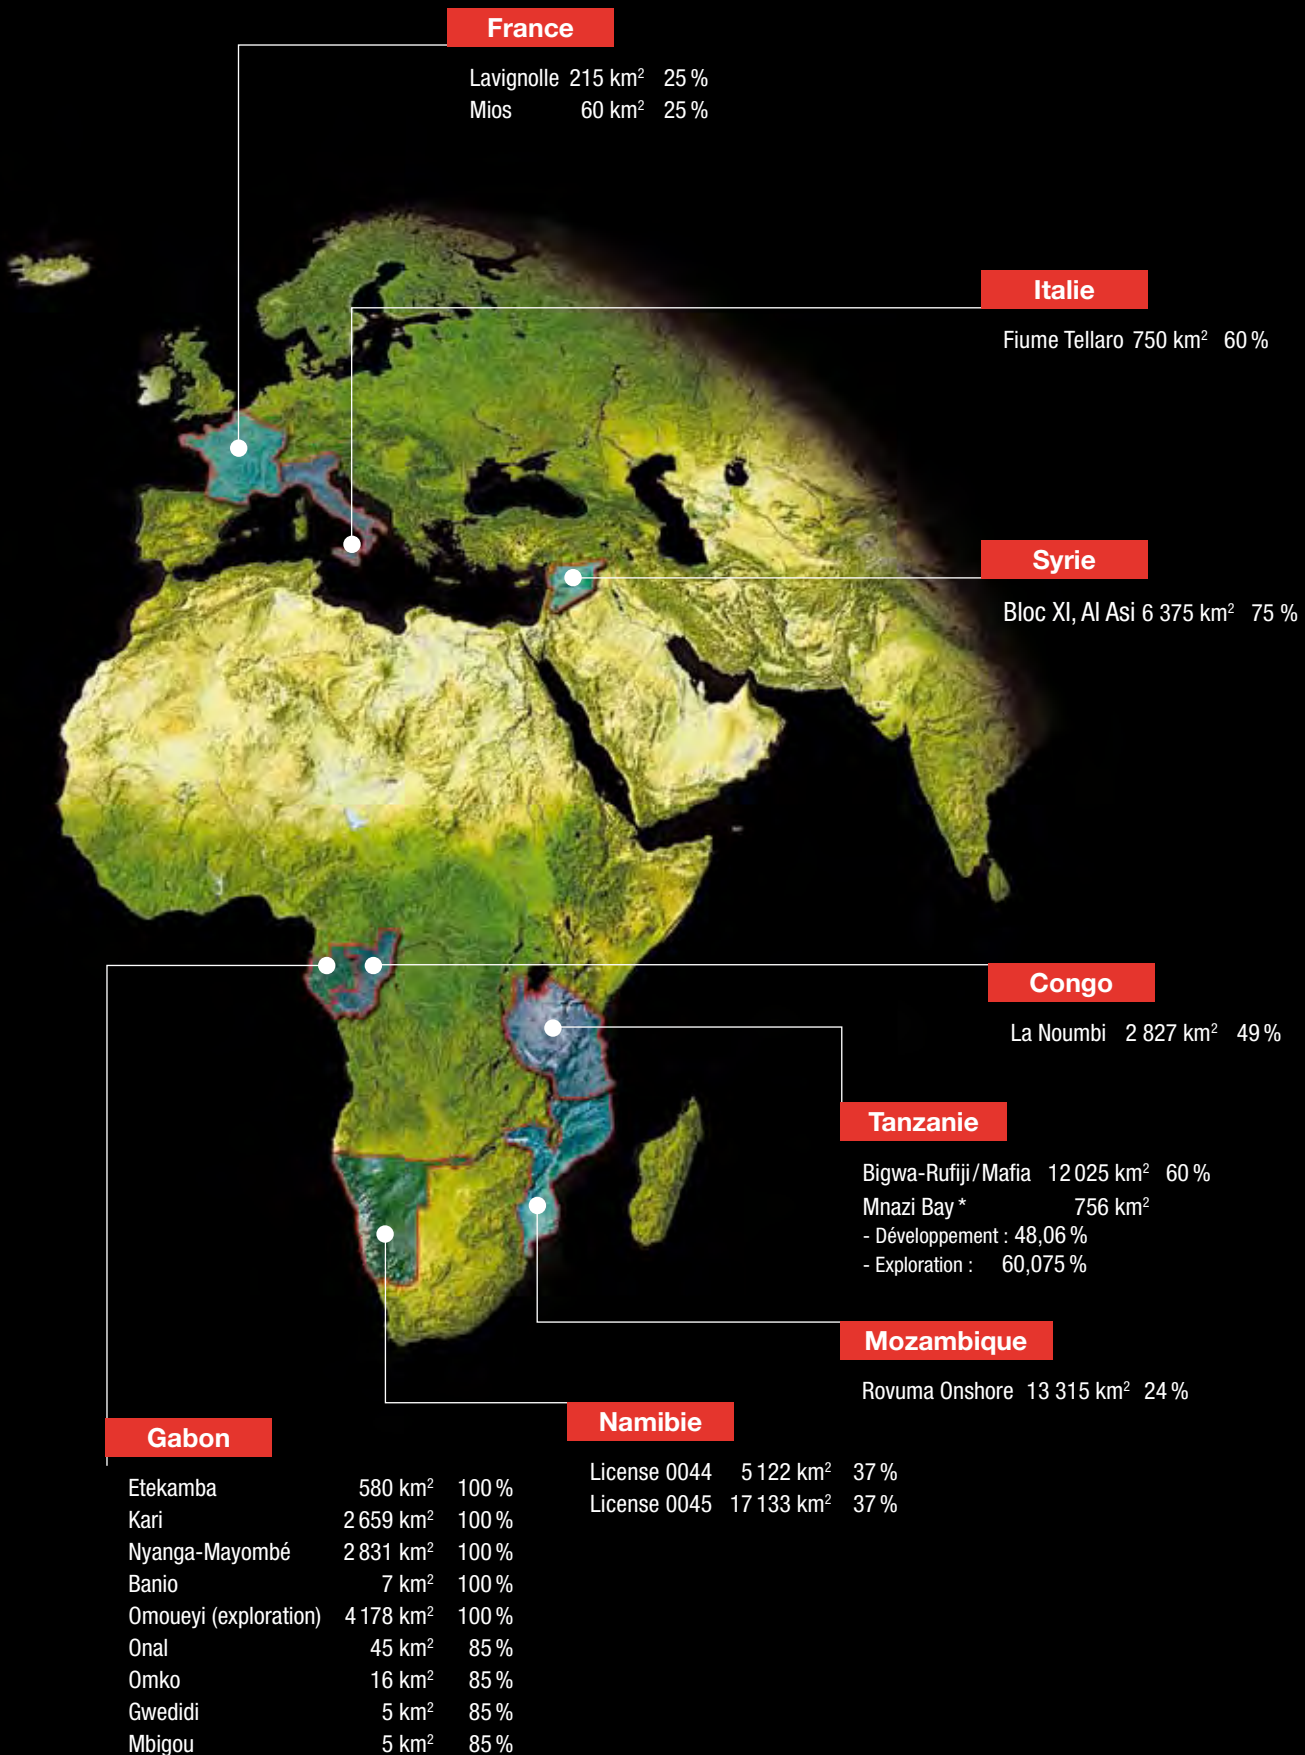 France
Lavignolle 215 km² 25 %
Mios 60 km² 25 %
Italie
Fiume Tellaro 750 km² 60 %
Syrie
Bloc XI, Al Asi 6 375 km² 75 %
Congo
La Noumbi 2 827 km² 49 %
Tanzanie
Bigwa-Rufiji / Mafia 12 025 km² 60 %
Mnazi Bay * 756 km²
- Développement : 48,06 %
- Exploration : 60,075 %
Mozambique
Rovuma Onshore 13 315 km² 24 %
Namibie
License 0044 5 122 km² 37 %
License 0045 17 133 km² 37 %
Gabon
Etekamba 580 km² 100 %
Kari 2 659 km² 100 %
Nyanga-Mayombé 2 831 km² 100 %
Banio 7 km² 100 %
Omoueyi (exploration) 4 178 km² 100 %
Onal 45 km² 85 %
Omko 16 km² 85 %
Gwedidi 5 km² 85 %
Mbigou 5 km² 85 %